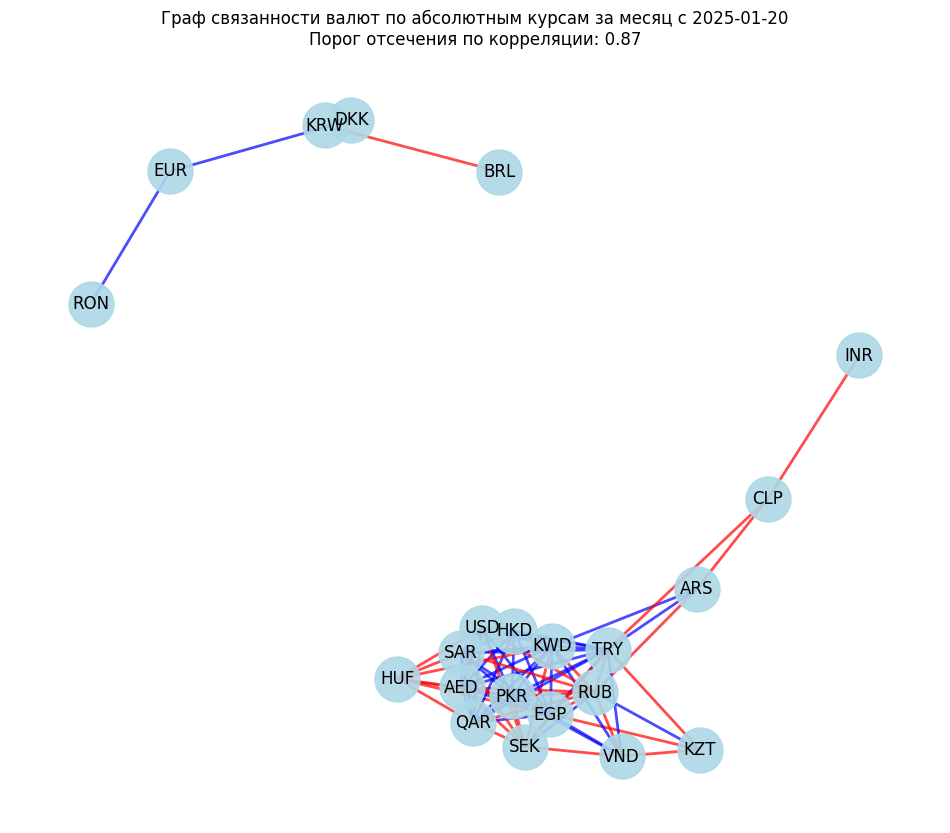 Граф связанности валют по абсолютным курсам за месяц с 2025-01-20
Порог отсечения по корреляции: 0.87
KRW
DKK
EUR
BRL
RON
INR
CLP
ARS
USD
HKD
KWD
TRY
SAR
HUF
AED
PKR
RUB
QAR
EGP
SEK
VND
KZT